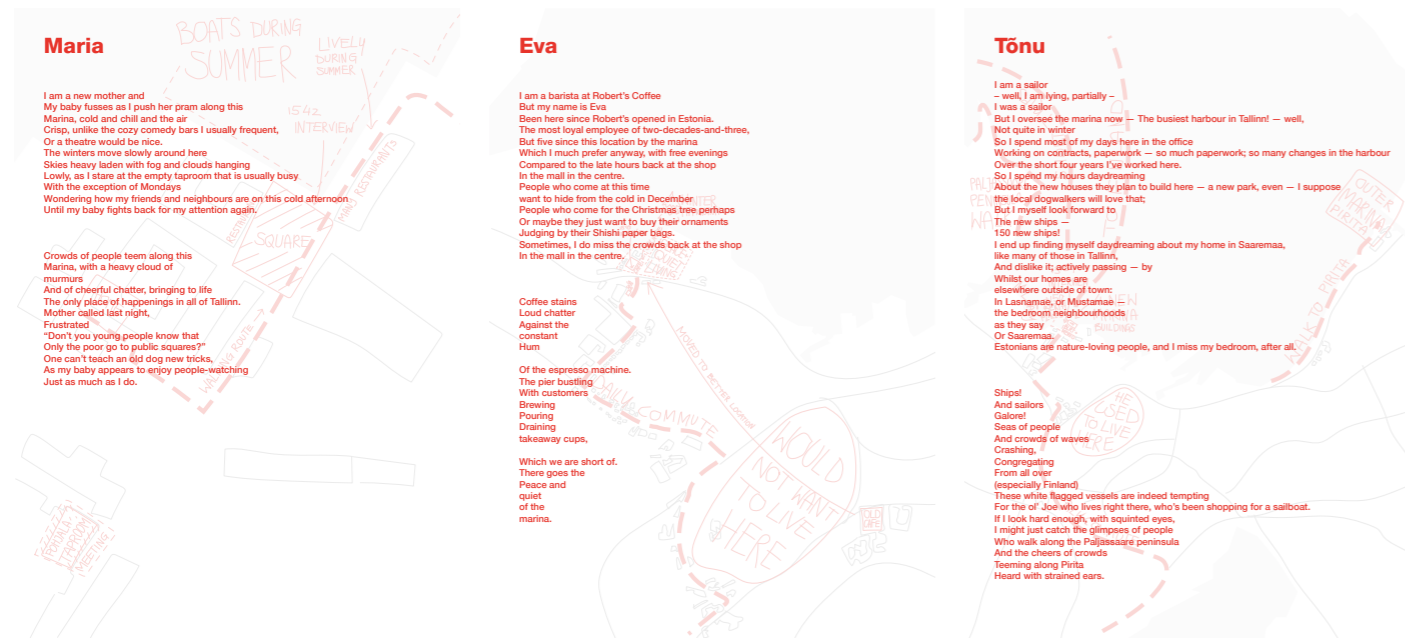 Maria
I am a new mother and
My baby fusses as I push her pram along this
Marina, cold and chill and the air
Crisp, unlike the cozy comedy bars I usually frequent,
Or a theatre would be nice.
The winters move slowly around here
Skies heavy laden with fog and clouds hanging
Lowly, as I stare at the empty taproom that is usually busy
With the exception of Mondays
Wondering how my friends and neighbours are on this cold afternoon
Until my baby fights back for my attention again.
Crowds of people teem along this
Marina, with a heavy cloud of
murmurs
And of cheerful chatter, bringing to life
The only place of happenings in all of Tallinn.
Mother called last night,
Frustrated
“Don’t you young people know that
Only the poor go to public squares?”
One can’t teach an old dog new tricks,
As my baby appears to enjoy people-watching
Just as much as I do.
BOATS DURING
SUMMER
LIVELY
DURING
SUMMER
1542
INTERVIEW
MANY RESTAURANTS
SQUARE
WALKING ROUTE
POHJALA
TAPROOM
MEETING
Eva
I am a barista at Robert’s Coffee
But my name is Eva
Been here since Robert’s opened in Estonia.
The most loyal employee of two-decades-and-three,
But five since this location by the marina
Which I much prefer anyway, with free evenings
Compared to the late hours back at the shop
In the mall in the centre.
People who come at this time
want to hide from the cold in December
People who come for the Christmas tree perhaps
Or maybe they just want to buy their ornaments
Judging by their Shishi paper bags.
Sometimes, I do miss the crowds back at the shop
In the mall in the centre.
Coffee stains
Loud chatter
Against the
constant
Hum
Of the espresso machine.
The pier bustling
With customers
Brewing
Pouring
Draining
takeaway cups,
Which we are short of.
There goes the
Peace and
quiet
of the
marina.
MOVED TO BETTER LOCATION
DAILY COMMUTE
WOULD
NOT WANT
TO LIVE
HERE
OLD
CAFE
Tõnu
I am a sailor
– well, I am lying, partially –
I was a sailor
But I oversee the marina now — The busiest harbour in Tallinn! — well,
Not quite in winter
So I spend most of my days here in the office
Working on contracts, paperwork — so much paperwork; so many changes in the harbour
Over the short four years I’ve worked here.
So I spend my hours daydreaming
About the new houses they plan to build here — a new park, even — I suppose
the local dogwalkers will love that;
But I myself look forward to
The new ships —
150 new ships!
I end up finding myself daydreaming about my home in Saaremaa,
like many of those in Tallinn,
And dislike it; actively passing — by
Whilst our homes are
elsewhere outside of town:
In Lasnamae, or Mustamae —
the bedroom neighbourhoods
as they say
Or Saaremaa.
Estonians are nature-loving people, and I miss my bedroom, after all.
Ships!
And sailors
Galore!
Seas of people
And crowds of waves
Crashing,
Congregating
From all over
(especially Finland)
These white flagged vessels are indeed tempting
For the ol’ Joe who lives right there, who’s been shopping for a sailboat.
If I look hard enough, with squinted eyes,
I might just catch the glimpses of people
Who walk along the Paljassaare peninsula
And the cheers of crowds
Teeming along Pirita
Heard with strained ears.
OUTER
MARINA
PIRITA
WALK TO PIRITA
BUILDING
HE
USED
TO LIVE
HERE